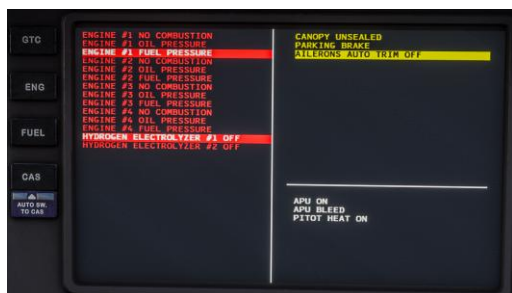 GTC
ENG
FUEL
CAS
AUTO SW.
TO CAS
ENGINE #1 NO COMBUSTION
ENGINE #1 OIL PRESSURE
ENGINE #1 FUEL PRESSURE
ENGINE #2 NO COMBUSTION
ENGINE #2 OIL PRESSURE
ENGINE #2 FUEL PRESSURE
ENGINE #3 NO COMBUSTION
ENGINE #3 OIL PRESSURE
ENGINE #3 FUEL PRESSURE
ENGINE #4 NO COMBUSTION
ENGINE #4 OIL PRESSURE
ENGINE #4 FUEL PRESSURE
HYDROGEN ELECTROLYZER #1 OFF
HYDROGEN ELECTROLYZER #2 OFF
CANOPY UNSEALED
PARKING BRAKE
AILERONS AUTO TRIM OFF
APU ON
APU BLEED
PITOT HEAT ON